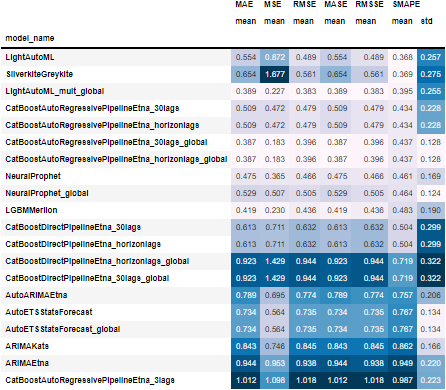 MAE MSE RMSE MASE RMSSE SMAPE
mean mean mean mean mean mean std
model_name
LightAutoML 0.554 0.872 0.489 0.554 0.489 0.368 0.257
SilverkiteGreykite 0.654 1.677 0.561 0.654 0.561 0.369 0.275
LightAutoML_mult_global 0.389 0.227 0.383 0.389 0.383 0.395 0.255
CatBoostAutoRegressivePipelineEtna_30lags 0.509 0.472 0.479 0.509 0.479 0.434 0.228
CatBoostAutoRegressivePipelineEtna_horizonlags 0.509 0.472 0.479 0.509 0.479 0.434 0.228
CatBoostAutoRegressivePipelineEtna_30lags_global 0.387 0.183 0.396 0.387 0.396 0.437 0.128
CatBoostAutoRegressivePipelineEtna_horizonlags_global 0.387 0.183 0.396 0.387 0.396 0.437 0.128
NeuralProphet 0.475 0.365 0.466 0.475 0.466 0.461 0.169
NeuralProphet_global 0.529 0.507 0.505 0.529 0.505 0.464 0.124
LGBMMerlion 0.419 0.230 0.436 0.419 0.436 0.483 0.190
CatBoostDirectPipelineEtna_30lags 0.613 0.711 0.632 0.613 0.632 0.504 0.299
CatBoostDirectPipelineEtna_horizonlags 0.613 0.711 0.632 0.613 0.632 0.504 0.299
CatBoostDirectPipelineEtna_horizonlags_global 0.923 1.429 0.944 0.923 0.944 0.719 0.322
CatBoostDirectPipelineEtna_30lags_global 0.923 1.429 0.944 0.923 0.944 0.719 0.322
AutoARIMAEtna 0.789 0.695 0.774 0.789 0.774 0.757 0.206
AutoETSStatsForecast 0.734 0.564 0.735 0.734 0.735 0.767 0.134
AutoETSStatsForecast_global 0.734 0.564 0.735 0.734 0.735 0.767 0.134
ARIMAKats 0.843 0.746 0.845 0.843 0.845 0.862 0.166
ARIMAEtna 0.944 0.953 0.938 0.944 0.938 0.949 0.220
CatBoostAutoRegressivePipelineEtna_3lags 1.012 1.098 1.018 1.012 1.018 0.987 0.223